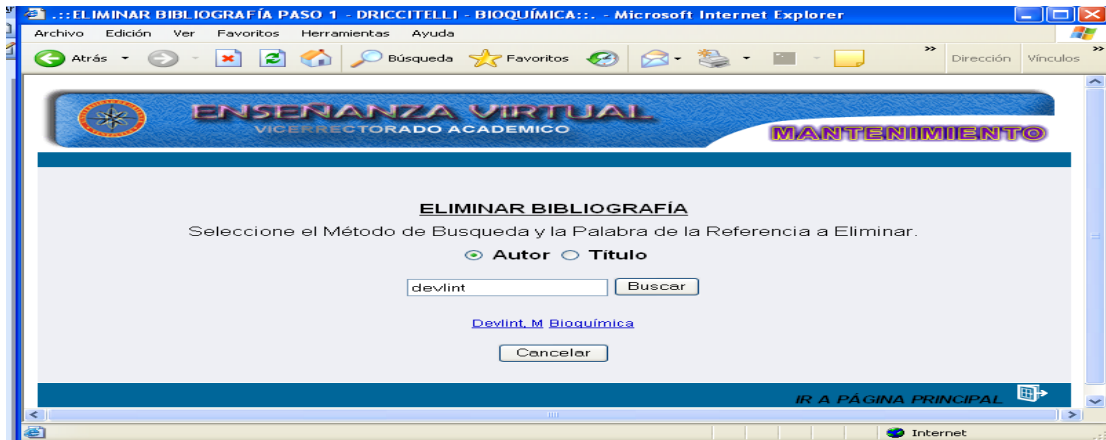 .::ELIMINAR BIBLIOGRAFÍA PASO 1 - DRICCITELLI - BIOQUÍMICA::. - Microsoft Internet Explorer
Archivo Edición Ver Favoritos Herramientas Ayuda
Atrás Búsqueda Favoritos Dirección Vínculos
ENSEÑANZA VIRTUAL
VICERRECTORADO ACADEMICO
MANTENIMIENTO
ELIMINAR BIBLIOGRAFÍA
Seleccione el Método de Busqueda y la Palabra de la Referencia a Eliminar.
Autor Título
devlint Buscar
Devlint, M Bioquímica
Cancelar
IR A PÁGINA PRINCIPAL
Internet